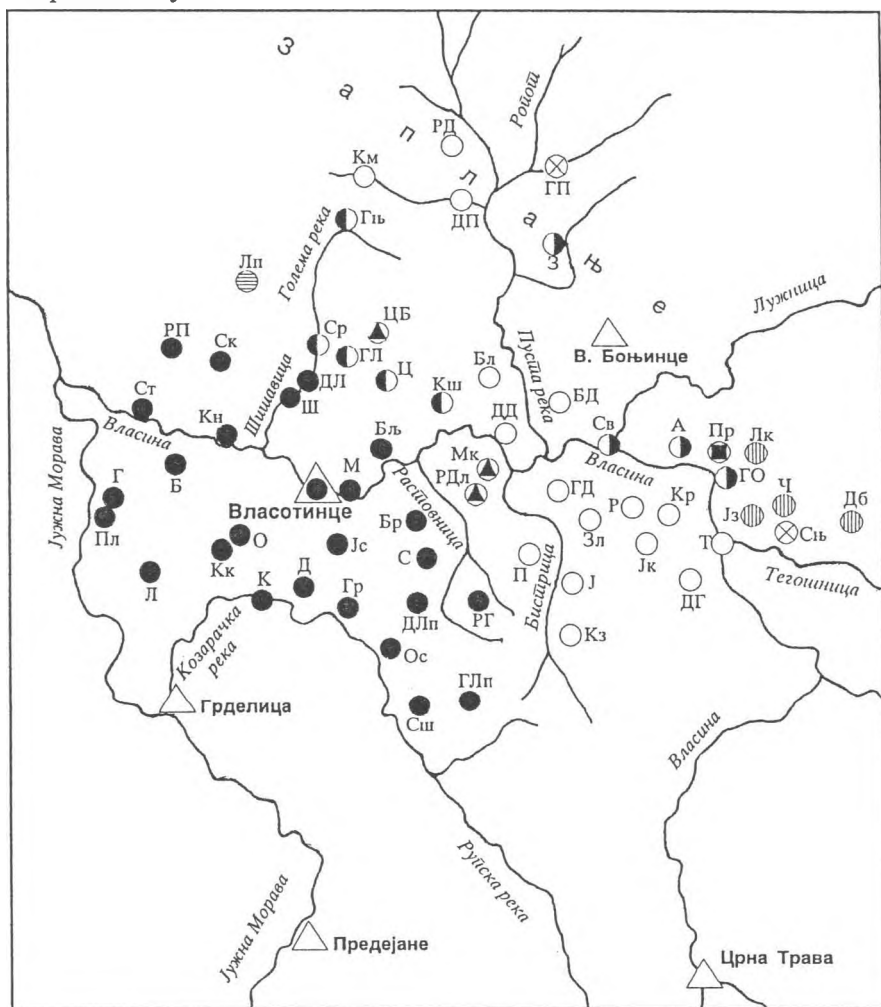 З
а
п
л
а
њ
е
Ројот
РД
Км
ГП
ДП
Гњ
З
Голема река
Лп
Лужница
ЦБ
РП
Ск
Ср
ГЛ
Пуста река
В. Боњинце
Шишавица
ДЛ
Ц
Бл
Ст
Ш
Кш
БД
Кн
ДД
Св
А
Пр
Лк
Јужна Морава
Власина
Бљ
Мк
Власина
ГО
Б
М
РДл
ГД
Г
Власотинце
Растовница
Р
Кр
Ч
Дб
Пл
Бр
Зл
Јз
О
Јс
Сњ
Кк
С
П
Јк
Т
Л
К
Д
Гр
Бистрица
Ј
ДГ
Тегошница
ДЛп
РГ
Козарачка
река
Ос
Кз
Грделица
ГЛп
Сш
Власина
Рупска река
Јужна Морава
Предејане
Црна Трава